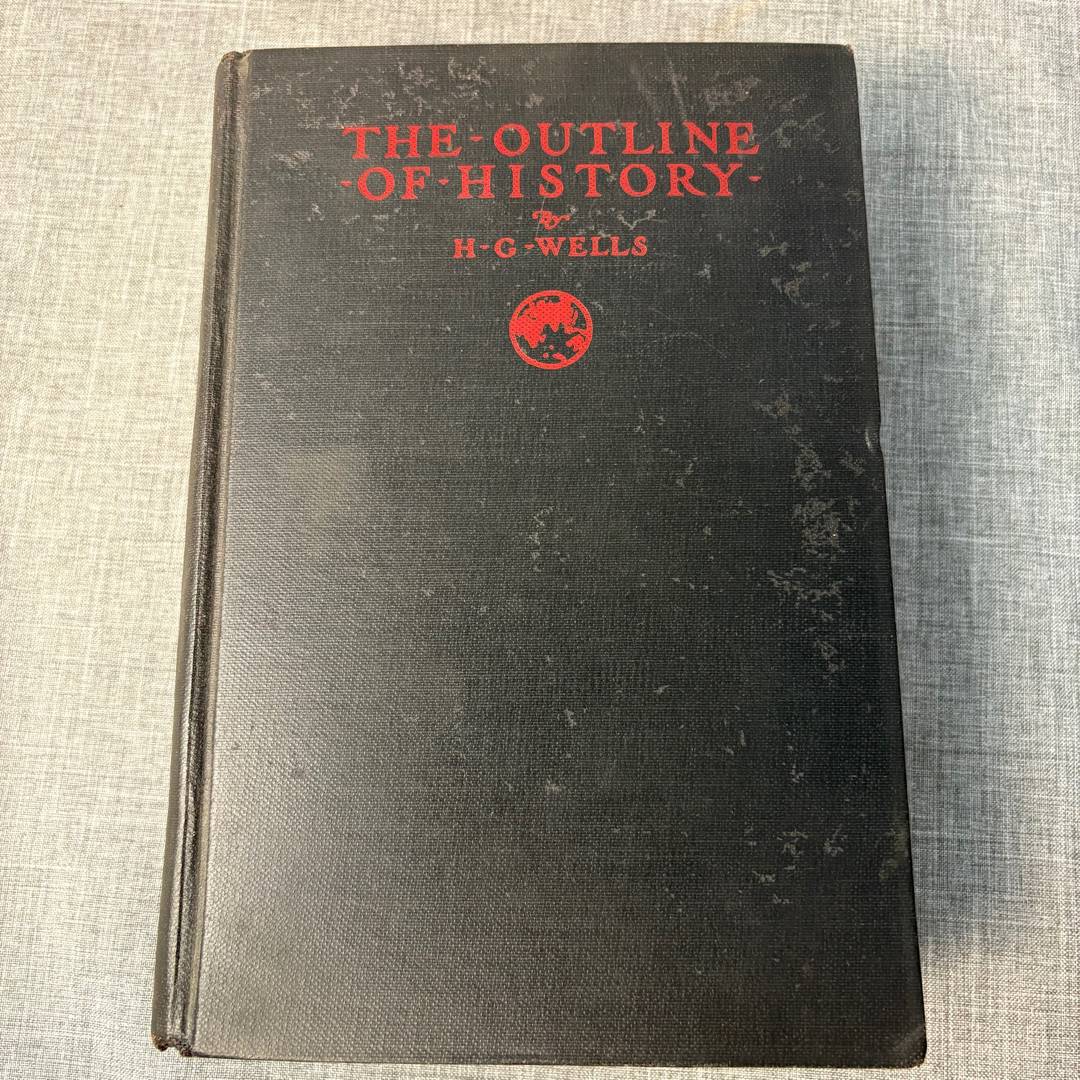 THE-OUTLINE
-OF-HISTORY-
By
H-G-WELLS